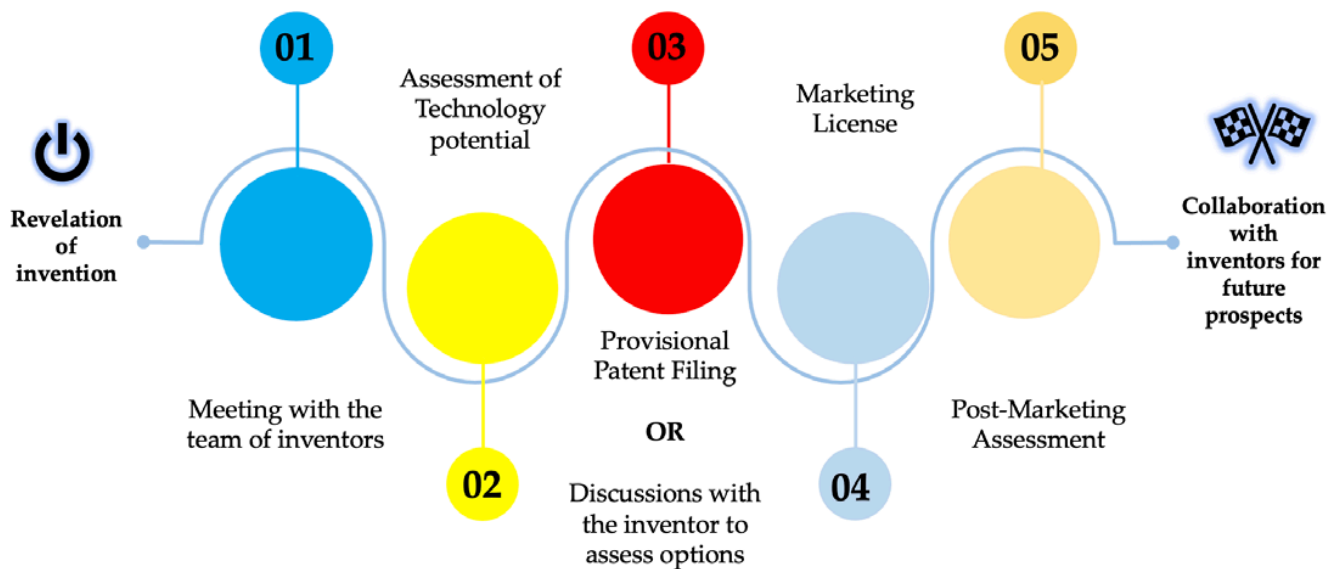 Revelation
of
invention
01
Meeting with the
team of inventors
Assessment of
Technology
potential
02
03
Provisional
Patent Filing
OR
Discussions with
the inventor to
assess options
Marketing
License
04
05
Post-Marketing
Assessment
Collaboration
with
inventors for
future
prospects